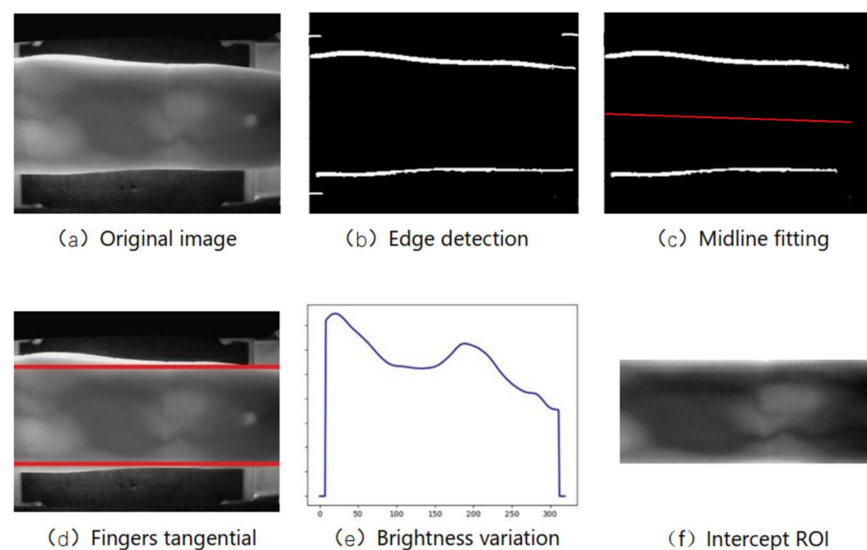 （a）Original image
（b）Edge detection
（c）Midline fitting
0 50 100 150 200 250 300
（d）Fingers tangential
（e）Brightness variation
（f）Intercept ROI